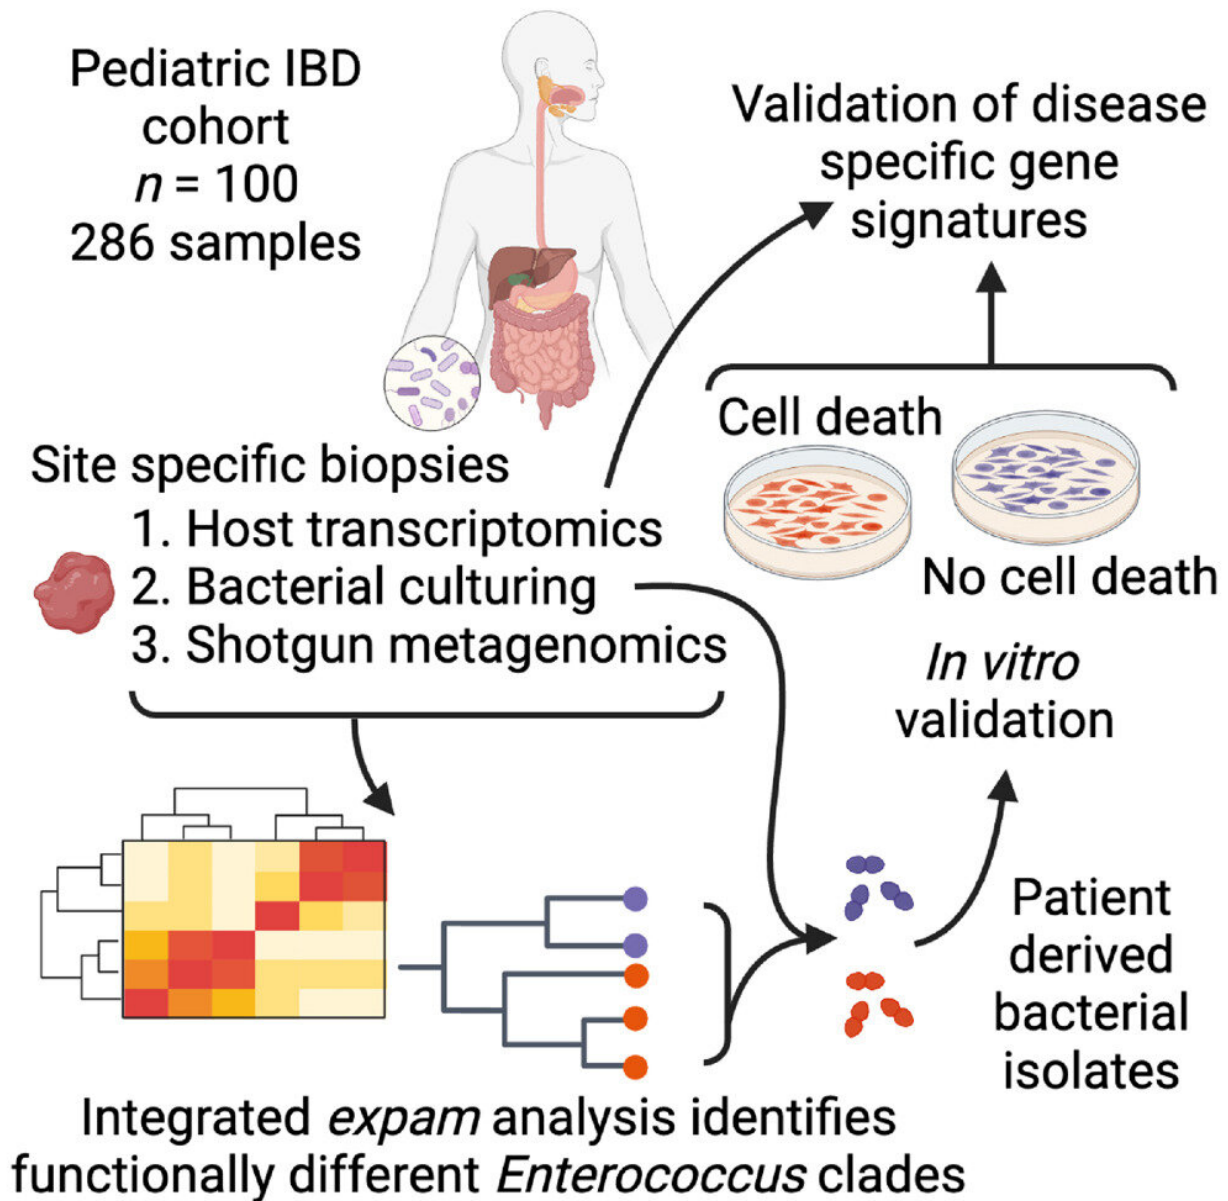 Pediatric IBD
cohort
n = 100
286 samples
Validation of disease
specific gene
signatures
Site specific biopsies
1. Host transcriptomics
2. Bacterial culturing
3. Shotgun metagenomics
Cell death
No cell death
In vitro
validation
Patient
derived
bacterial
isolates
Integrated expam analysis identifies
functionally different Enterococcus clades